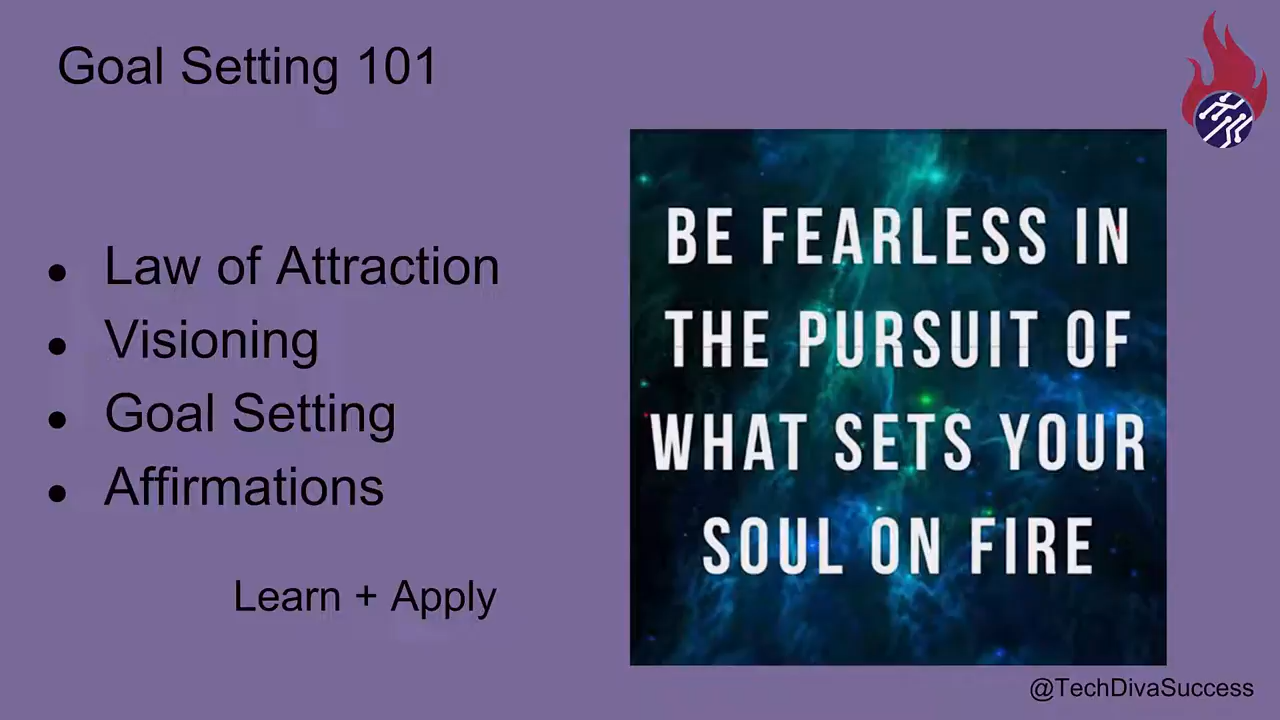 Goal Setting 101
● Law of Attraction
● Visioning
● Goal Setting
● Affirmations
Learn + Apply
BE FEARLESS IN
THE PURSUIT OF
WHAT SETS YOUR
SOUL ON FIRE
@TechDivaSuccess